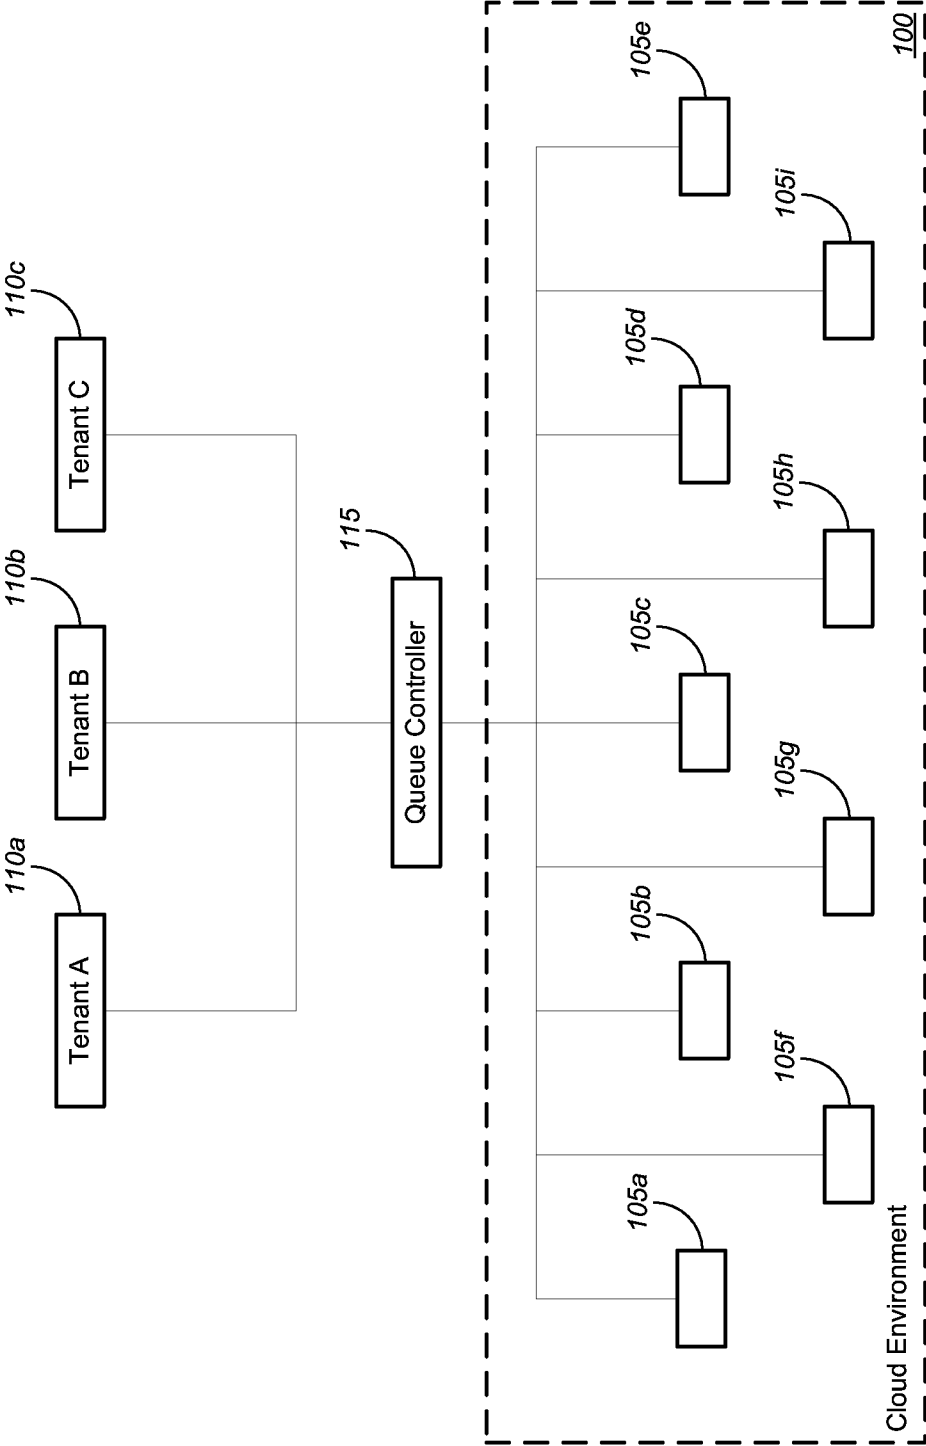 110a
110b
110c
Tenant A
Tenant B
Tenant C
115
Queue Controller
105a
105b
105c
105d
105e
105f
105g
105h
105i
Cloud Environment
100